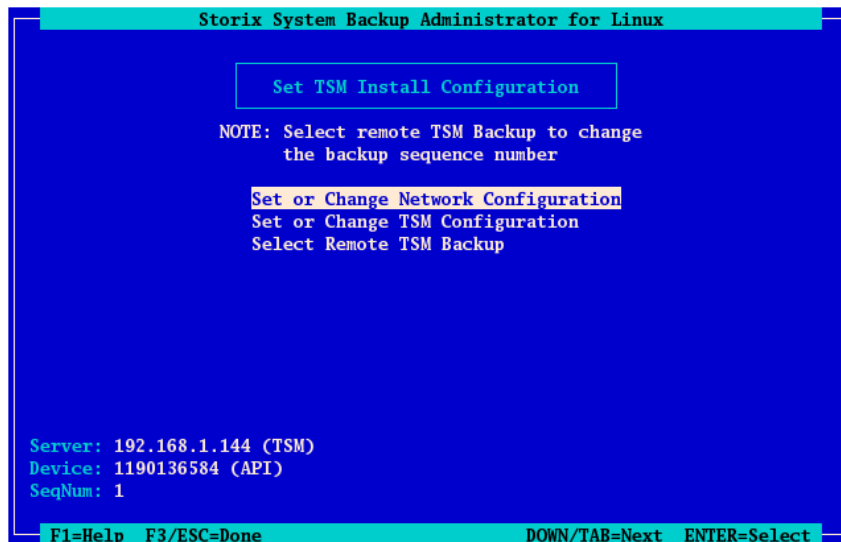 Storix System Backup Administrator for Linux
Set TSM Install Configuration
NOTE: Select remote TSM Backup to change
the backup sequence number
Set or Change Network Configuration
Set or Change TSM Configuration
Select Remote TSM Backup
Server: 192.168.1.144 (TSM)
Device: 1190136584 (API)
SeqNum: 1
F1=Help F3/ESC=Done DOWN/TAB=Next ENTER=Select